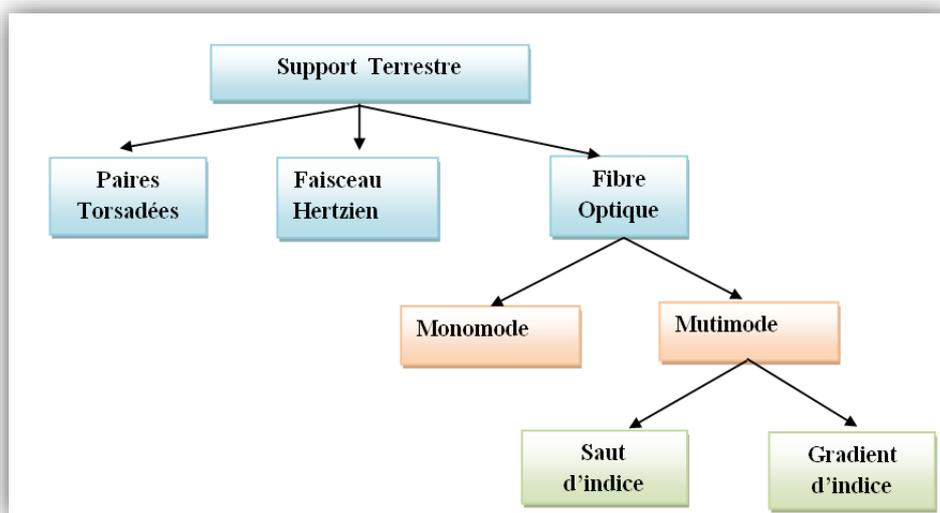 Support Terrestre
Paires
Torsadées
Faisceau
Hertzien
Fibre
Optique
Monomode
Mutimode
Saut
d’indice
Gradient
d’indice